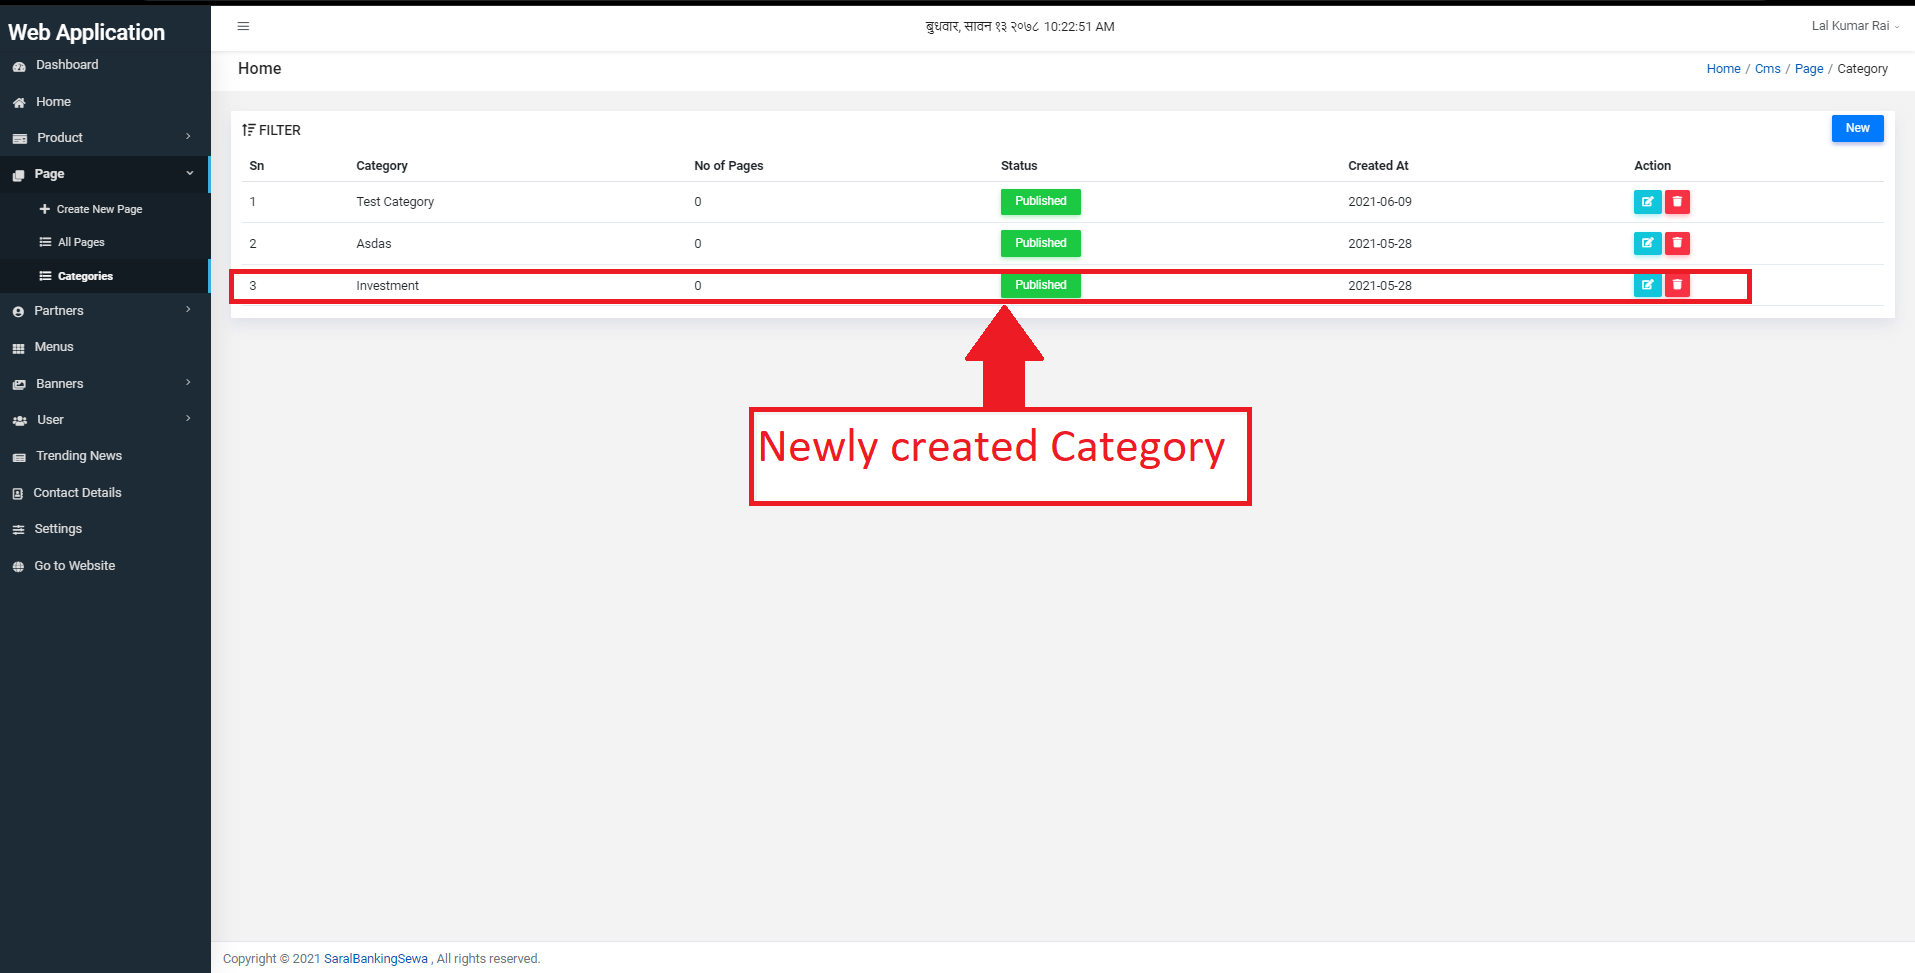 Web Application
बुधवार, सावन १३ २०७८ 10:22:51 AM
Lal Kumar Rai
Dashboard
Home
Product
Page
Create New Page
All Pages
Categories
Partners
Menus
Banners
User
Trending News
Contact Details
Settings
Go to Website
Home
Home / Cms / Page / Category
FILTER
New
Sn Category No of Pages Status Created At Action
1 Test Category 0 Published 2021-06-09
2 Asdas 0 Published 2021-05-28
3 Investment 0 Published 2021-05-28
Newly created Category
Copyright © 2021 SaralBankingSewa , All rights reserved.